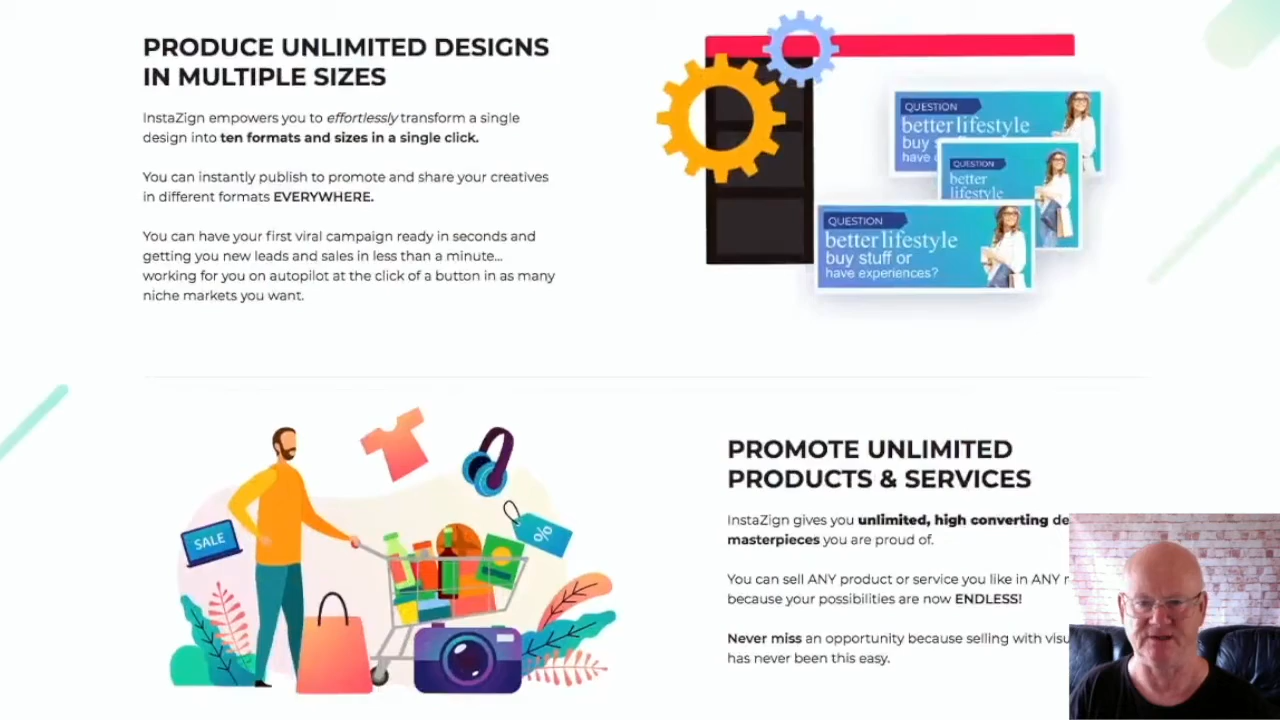 PRODUCE UNLIMITED DESIGNS
IN MULTIPLE SIZES
InstaZign empowers you to effortlessly transform a single
design into ten formats and sizes in a single click.
You can instantly publish to promote and share your creatives
in different formats EVERYWHERE.
You can have your first viral campaign ready in seconds and
getting you new leads and sales in less than a minute...
working for you on autopilot at the click of a button in as many
niche markets you want.
QUESTION
better lifestyle
buy
have
QUESTION
better
lifestyle
QUESTION
better lifestyle
buy stuff or
have experiences?
SALE
%
PROMOTE UNLIMITED
PRODUCTS & SERVICES
InstaZign gives you unlimited, high converting
masterpieces you are proud of.
You can sell ANY product or service you like in ANY
because your possibilities are now ENDLESS!
Never miss an opportunity because selling with
has never been this easy.